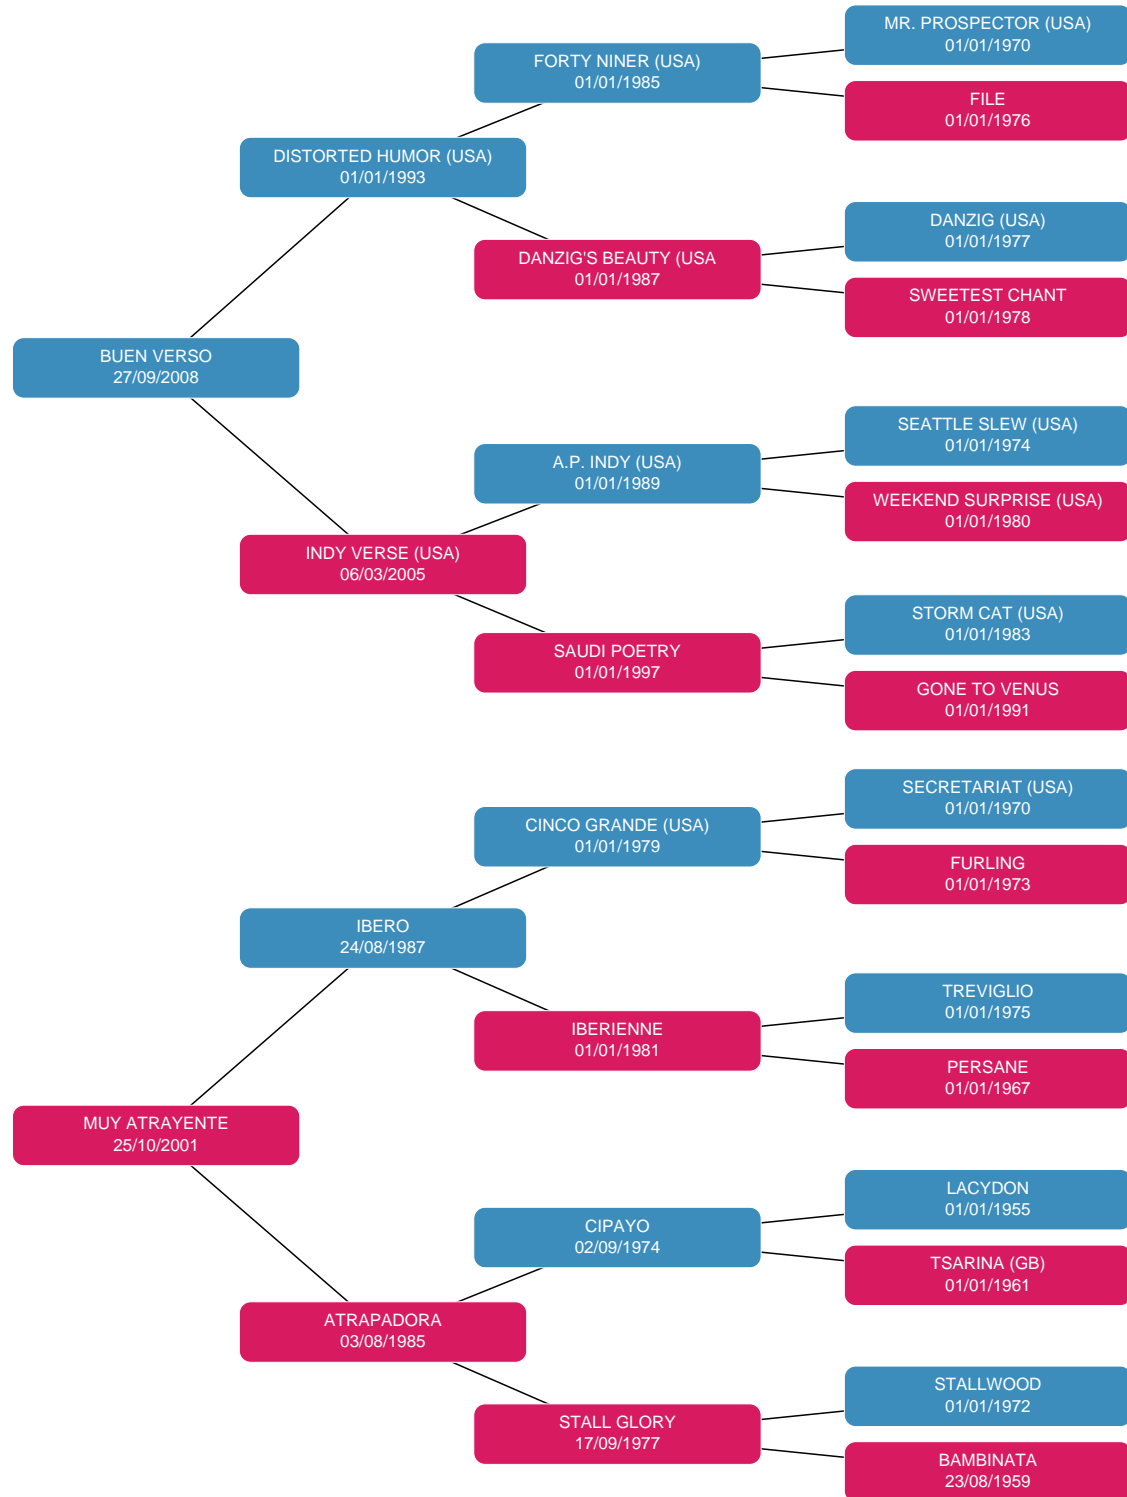 MR. PROSPECTOR (USA)
01/01/1970
FORTY NINER (USA)
01/01/1985
FILE
01/01/1976
DISTORTED HUMOR (USA)
01/01/1993
DANZIG (USA)
01/01/1977
DANZIG'S BEAUTY (USA
01/01/1987
SWEETEST CHANT
01/01/1978
BUEN VERSO
27/09/2008
SEATTLE SLEW (USA)
01/01/1974
A.P. INDY (USA)
01/01/1989
WEEKEND SURPRISE (USA)
01/01/1980
INDY VERSE (USA)
06/03/2005
STORM CAT (USA)
01/01/1983
SAUDI POETRY
01/01/1997
GONE TO VENUS
01/01/1991
SECRETARIAT (USA)
01/01/1970
CINCO GRANDE (USA)
01/01/1979
FURLING
01/01/1973
IBERO
24/08/1987
TREVIGLIO
01/01/1975
IBERIENNE
01/01/1981
PERSANE
01/01/1967
MUY ATRAYENTE
25/10/2001
LACYDON
01/01/1955
CIPAYO
02/09/1974
TSARINA (GB)
01/01/1961
ATRAPADORA
03/08/1985
STALLWOOD
01/01/1972
STALL GLORY
17/09/1977
BAMBINATA
23/08/1959